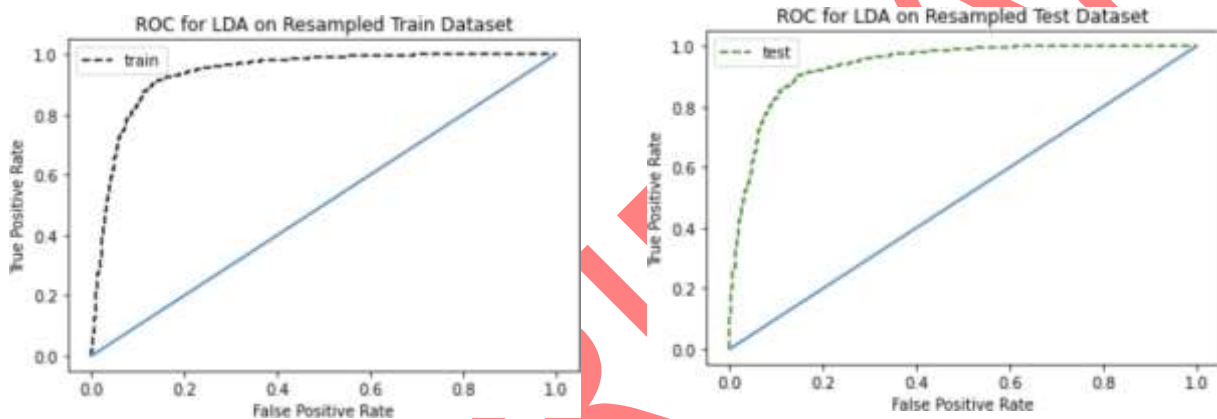 ROC for LDA on Resampled Train Dataset
train
True Positive Rate
1.0
0.8
0.6
0.4
0.2
0.0
0.0 0.2 0.4 0.6 0.8 1.0
False Positive Rate
ROC for LDA on Resampled Test Dataset
test
True Positive Rate
1.0
0.8
0.6
0.4
0.2
0.0
0.0 0.2 0.4 0.6 0.8 1.0
False Positive Rate